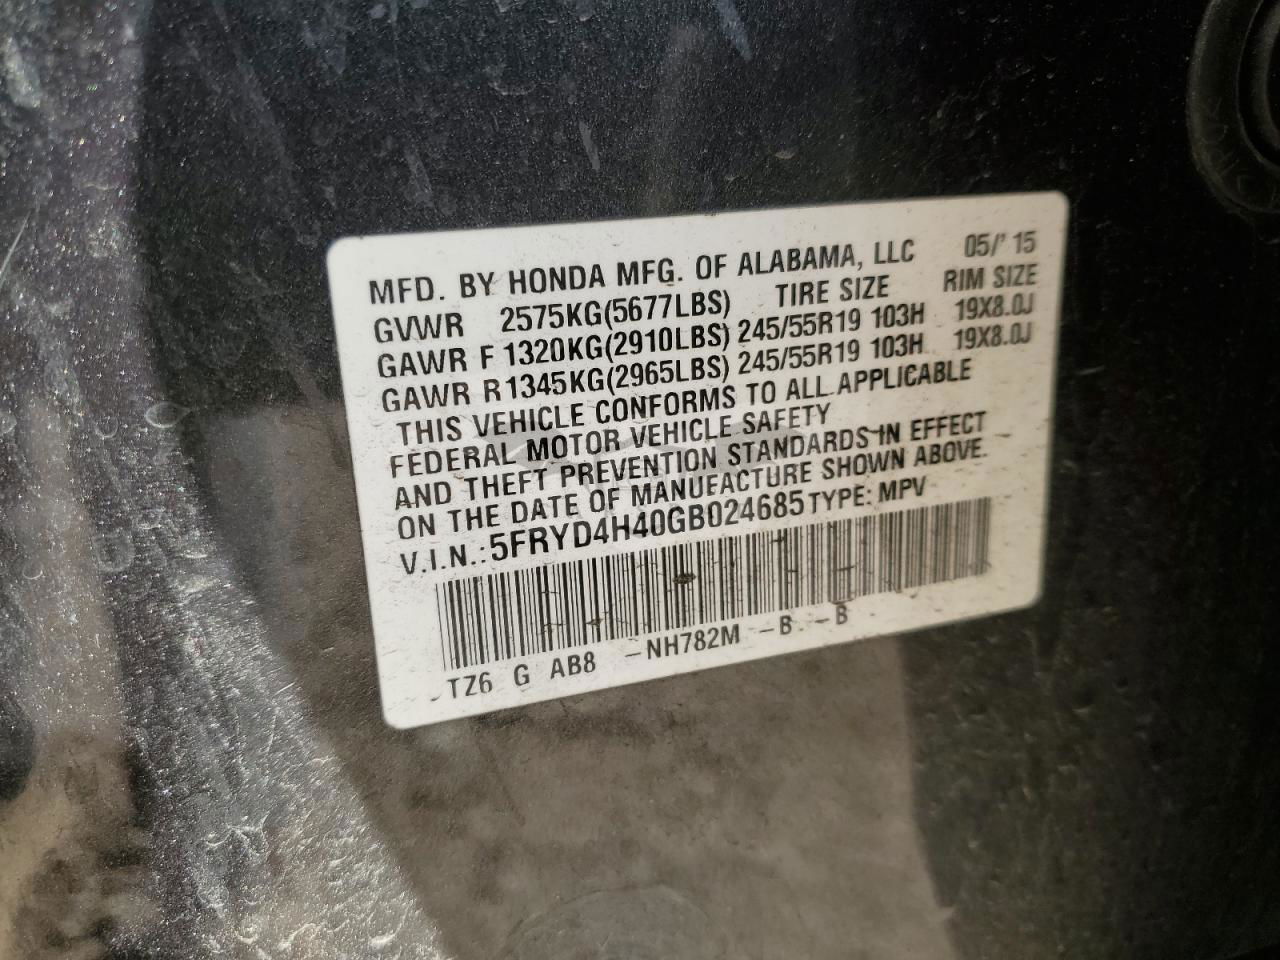 MFD. BY HONDA MFG. OF ALABAMA, LLC 05/'15
GVWR 2575KG(5677LBS) TIRE SIZE RIM SIZE
GAWR F 1320KG(2910LBS) 245/55R19 103H 19X8.0J
GAWR R 1345KG(2965LBS) 245/55R19 103H 19X8.0J
THIS VEHICLE CONFORMS TO ALL APPLICABLE
FEDERAL MOTOR VEHICLE SAFETY
AND THEFT PREVENTION STANDARDS IN EFFECT
ON THE DATE OF MANUFACTURE SHOWN ABOVE.
V.I.N.: 5FRYD4H40GB024685 TYPE: MPV
TZ6 G AB8 -NH782M -B -B